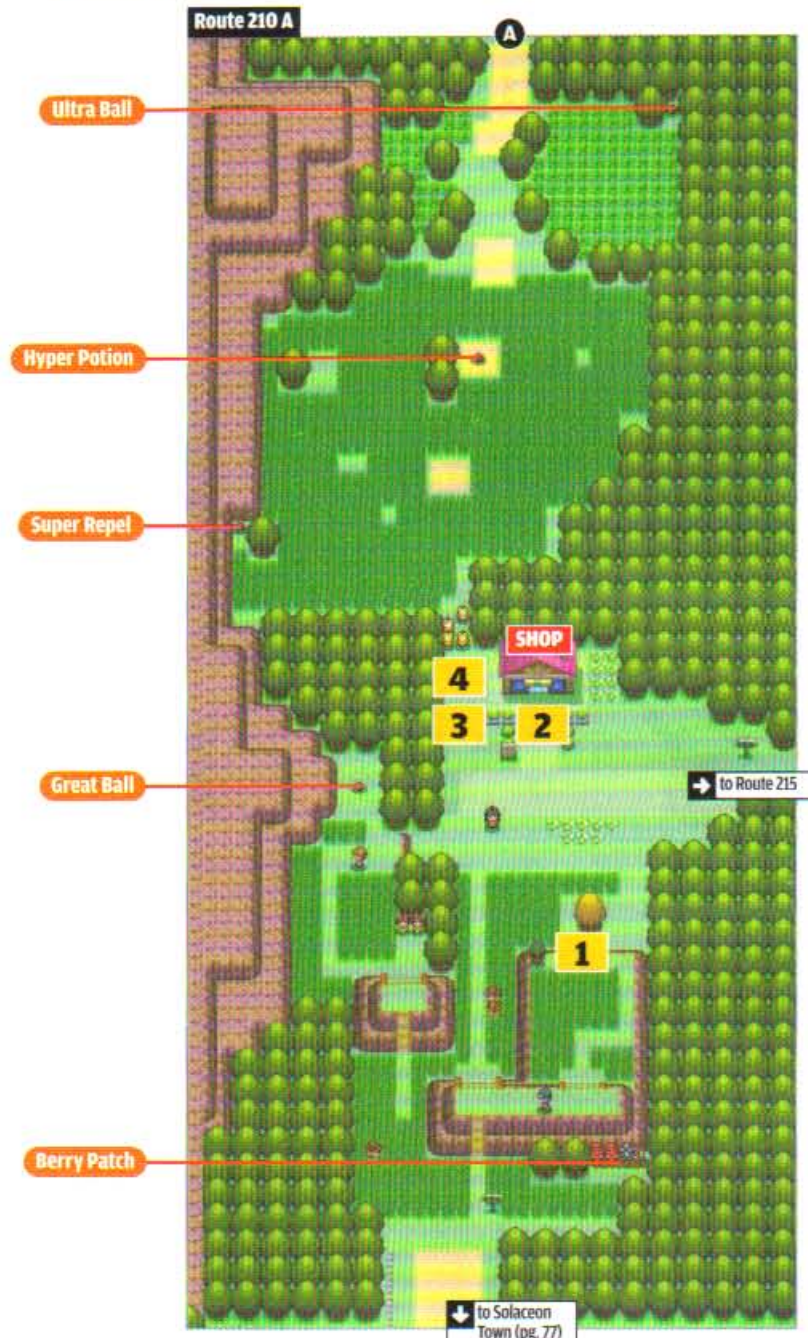 Route 210 A
A
Ultra Ball
Hyper Potion
Super Repel
SHOP
4
3
2
Great Ball
to Route 215
1
Berry Patch
to Solaceon
Town (pg. 77)